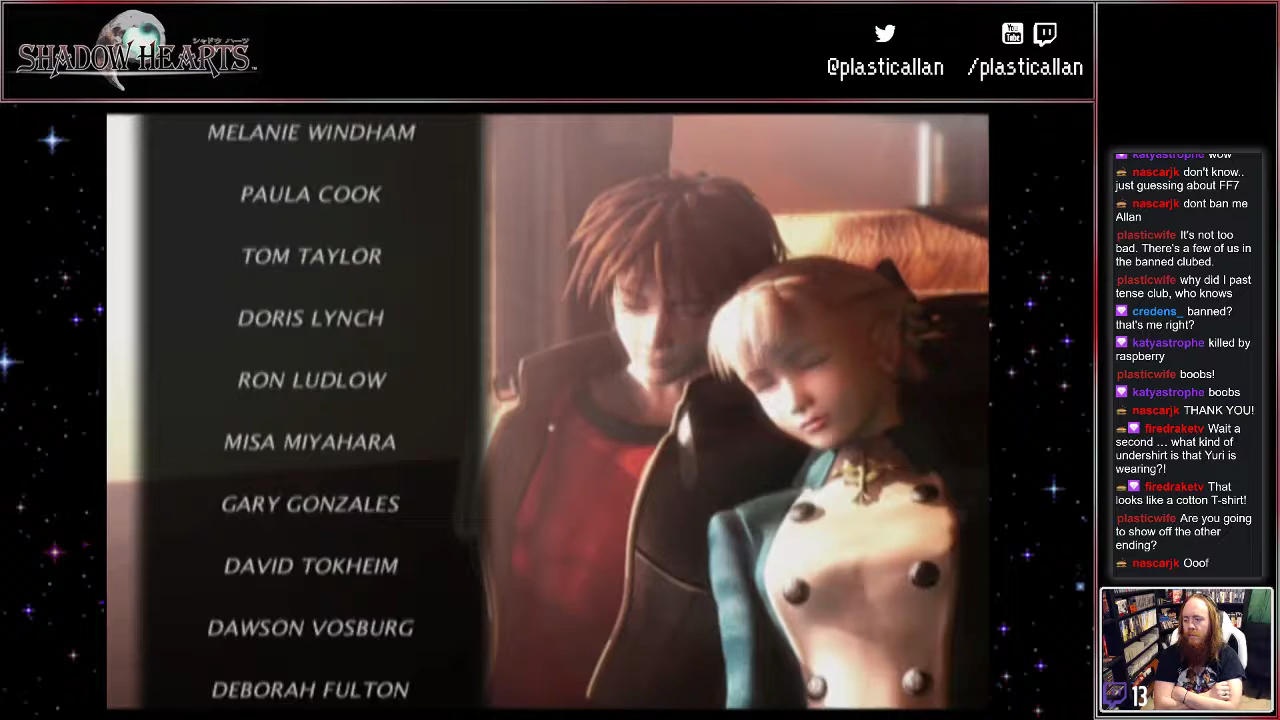 シャドウ ハーツ
SHADOW HEARTS
@plasticallan
You Tube
/plasticallan
MELANIE WINDHAM
PAULA COOK
TOM TAYLOR
DORIS LYNCH
RON LUDLOW
MISA MIYAHARA
GARY GONZALES
DAVID TOKHEIM
DAWSON VOSBURG
DEBORAH FULTON
katyastrophe wow
nascarjk don't know..
just guessing about FF7
nascarjk dont ban me
Allan
plasticwife It's not too
bad. There's a few of us in
the banned clubed.
plasticwife why did I past
tense club, who knows
credens_ banned?
that's me right?
katyastrophe killed by
raspberry
plasticwife boobs!
katyastrophe boobs
nascarjk THANK YOU!
firedraketv Wait a
second … what kind of
undershirt is that Yuri is
wearing?!
firedraketv That
looks like a cotton T-shirt!
plasticwife Are you going
to show off the other
ending?
nascarjk Ooof
13